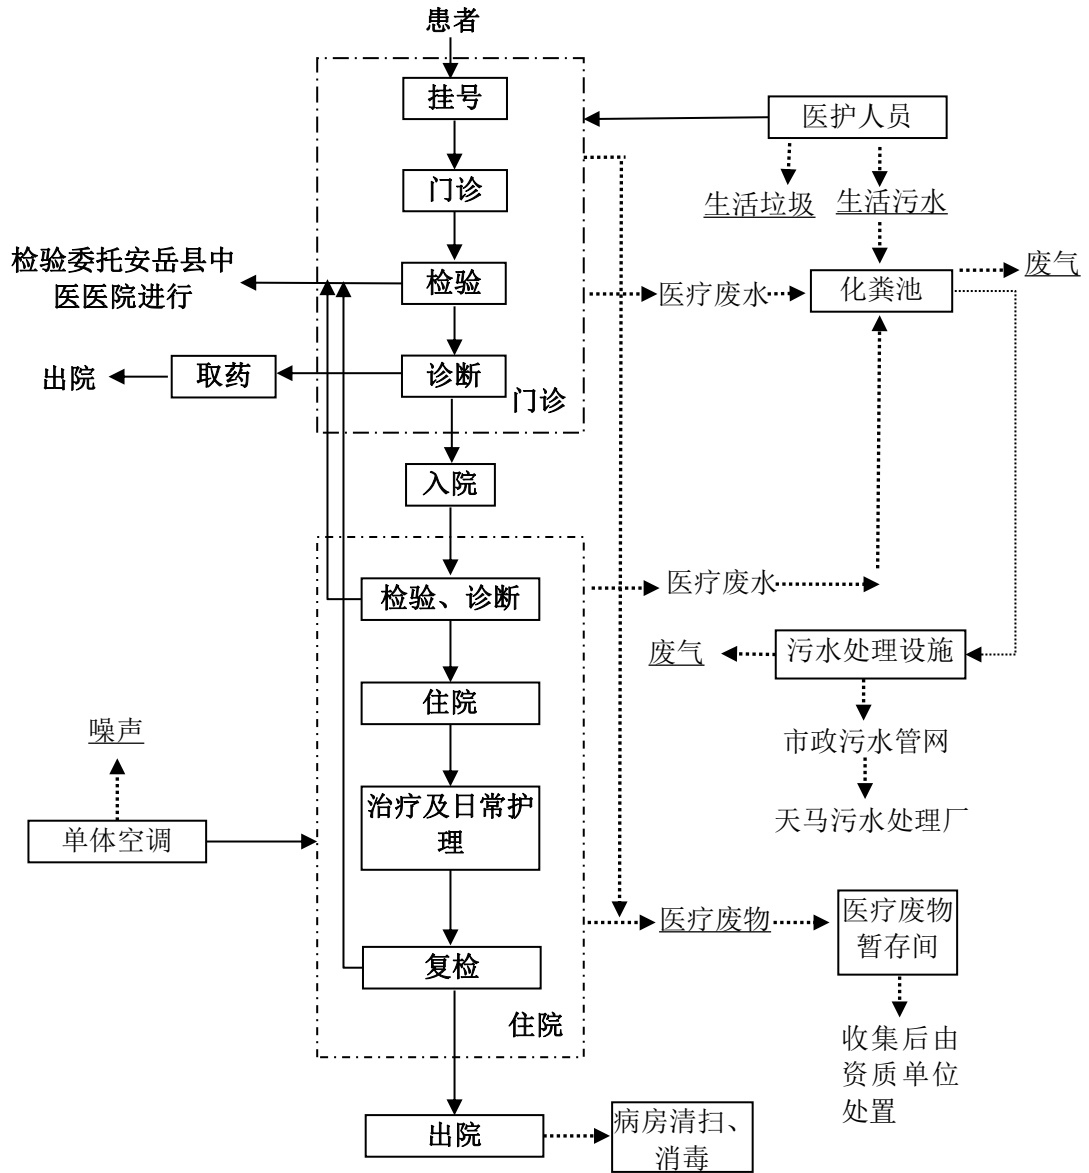 患者
挂号
医护人员
门诊
生活垃圾
生活污水
检验委托安岳县中
医医院进行
检验
医疗废水
化粪池
废气
出院
取药
诊断
门诊
入院
检验、诊断
医疗废水
废气
污水处理设施
住院
噪声
市政污水管网
单体空调
治疗及日常护
理
天马污水处理厂
医疗废物
医疗废物
暂存间
复检
住院
收集后由
资质单位
处置
出院
病房清扫、
消毒